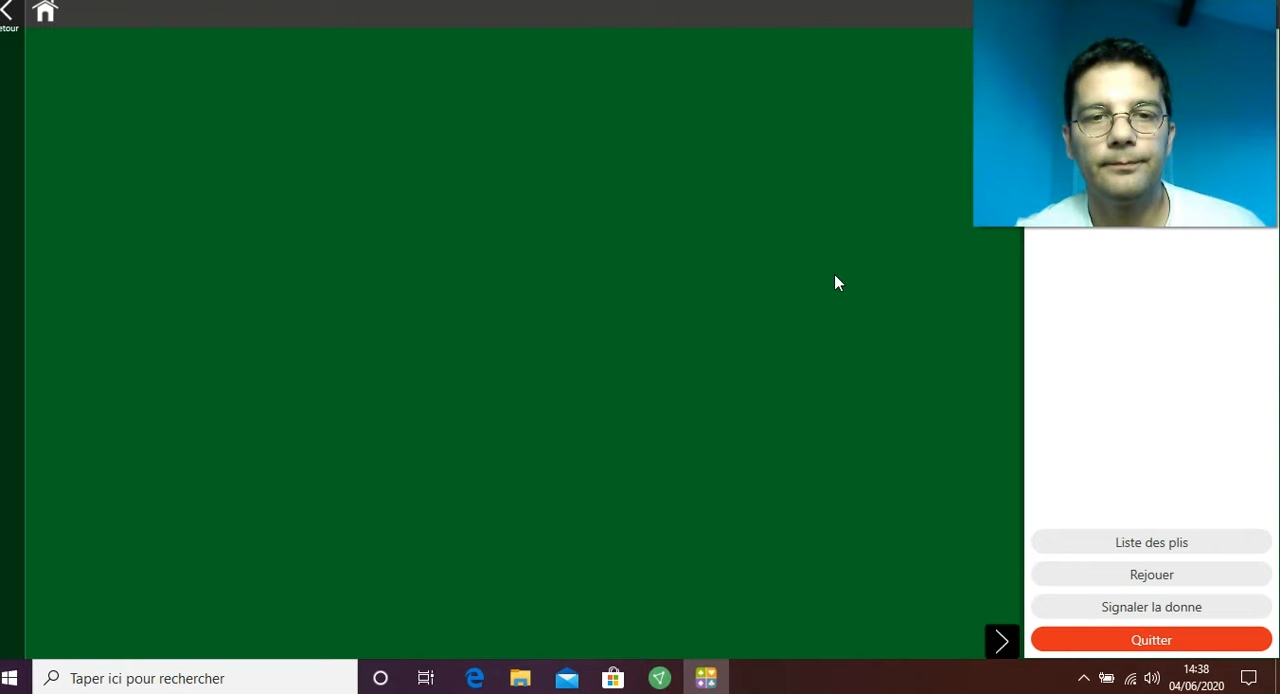 etour
Liste des plis
Rejouer
Signaler la donne
Quitter
Taper ici pour rechercher
14:38
04/06/2020